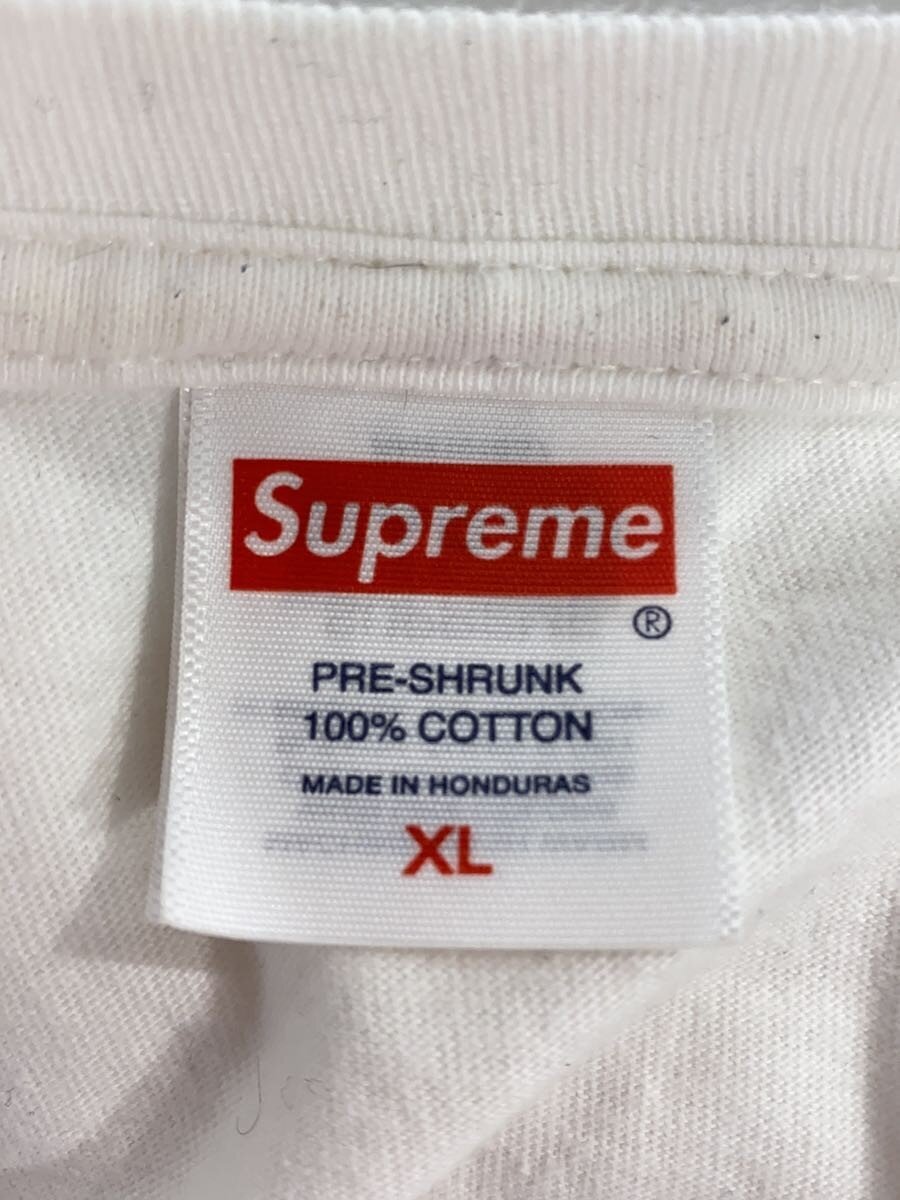 Supreme
®
PRE-SHRUNK
100% COTTON
MADE IN HONDURAS
XL